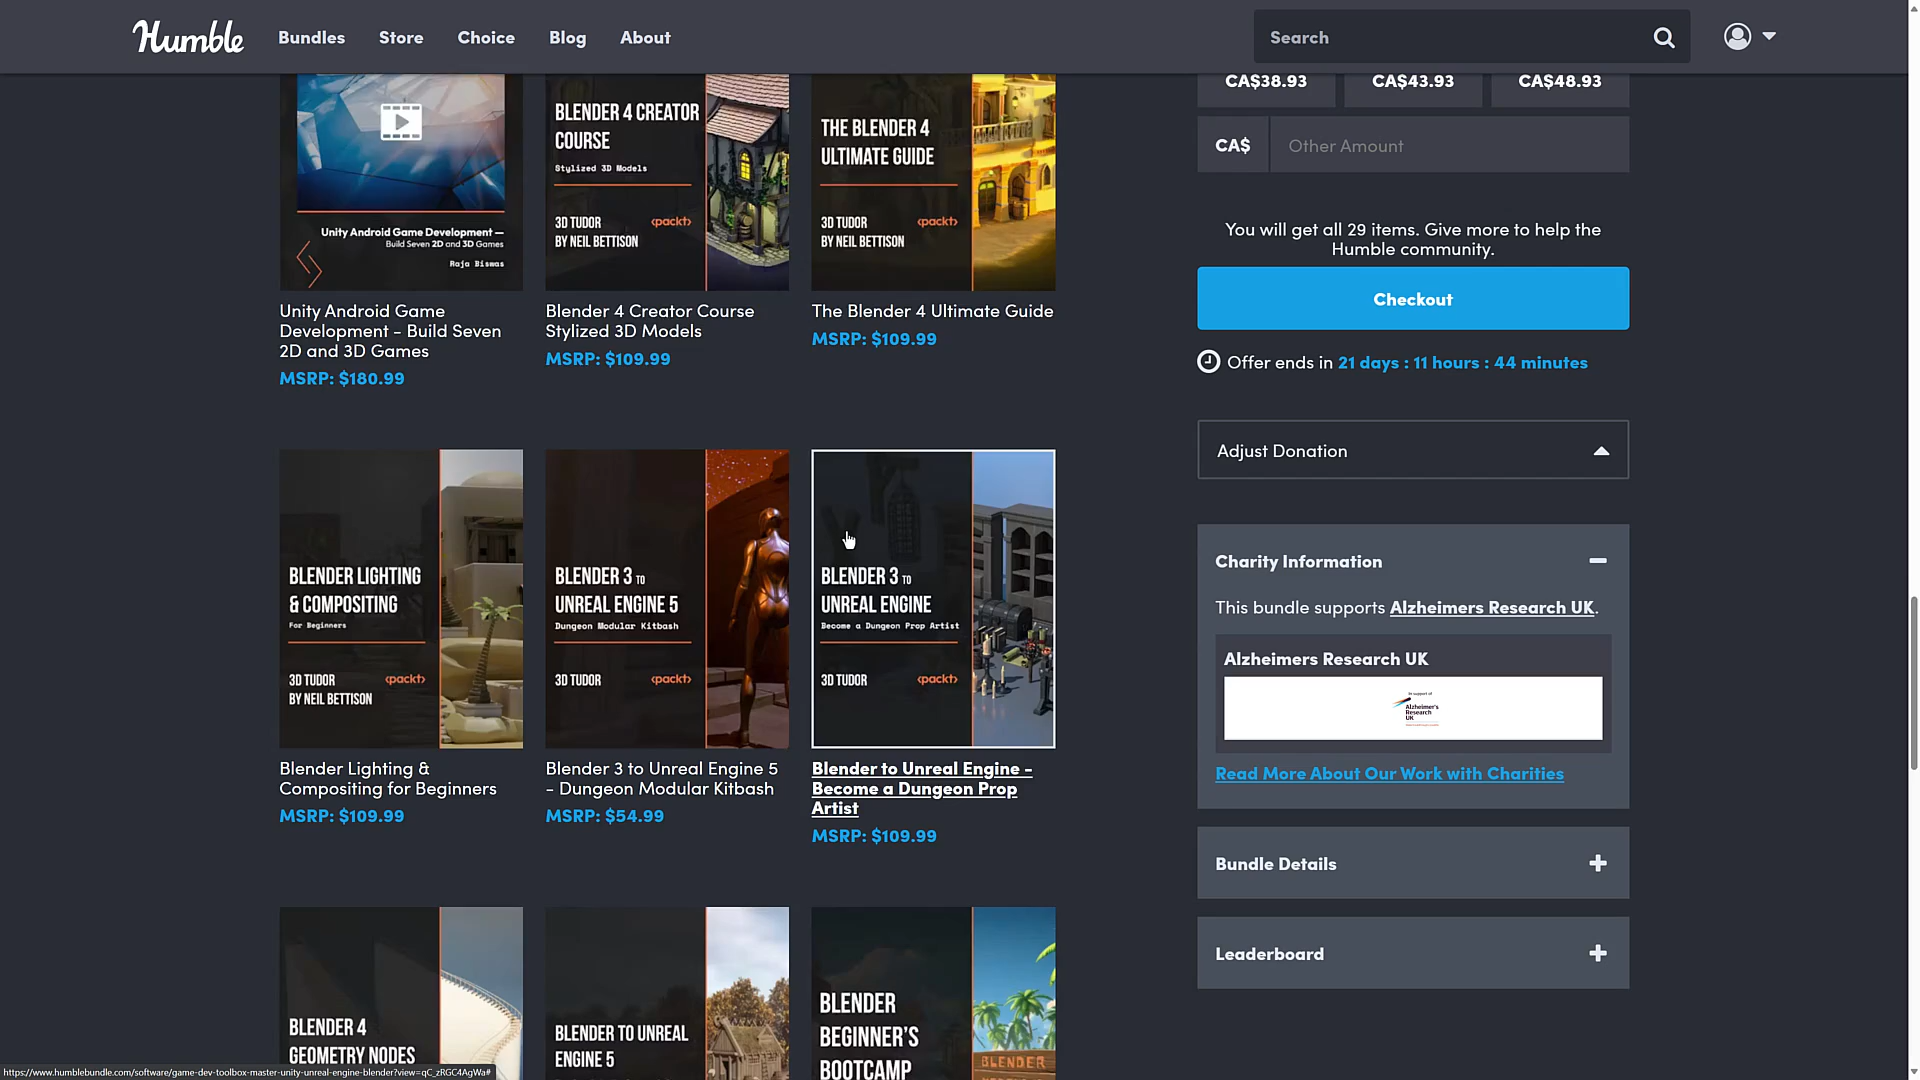 Humble
Bundles
Store
Choice
Blog
About
Search
Unity Android Game Development —
Build Seven 2D and 3D Games
Raja Biswas
BLENDER 4 CREATOR
COURSE
Stylized 3D Models
3D TUDOR
BY NEIL BETTISON
<packt>
THE BLENDER 4
ULTIMATE GUIDE
3D TUDOR
BY NEIL BETTISON
<packt>
Unity Android Game
Development - Build Seven
2D and 3D Games
MSRP: $180.99
Blender 4 Creator Course
Stylized 3D Models
MSRP: $109.99
The Blender 4 Ultimate Guide
MSRP: $109.99
BLENDER LIGHTING
& COMPOSITING
For Beginners
3D TUDOR
BY NEIL BETTISON
<packt>
BLENDER 3 TO
UNREAL ENGINE 5
Dungeon Modular Kitbash
3D TUDOR
<packt>
BLENDER 3 TO
UNREAL ENGINE
Become a Dungeon Prop Artist
3D TUDOR
<packt>
Blender Lighting &
Compositing for Beginners
MSRP: $109.99
Blender 3 to Unreal Engine 5
- Dungeon Modular Kitbash
MSRP: $54.99
Blender to Unreal Engine -
Become a Dungeon Prop
Artist
MSRP: $109.99
BLENDER 4
GEOMETRY NODES
BLENDER TO UNREAL
ENGINE 5
BLENDER
BEGINNER'S
BOOTCAMP
BLENDER
CA$38.93
CA$43.93
CA$48.93
CA$
Other Amount
You will get all 29 items. Give more to help the
Humble community.
Checkout
Offer ends in 21 days : 11 hours : 44 minutes
Adjust Donation
Charity Information
This bundle supports Alzheimers Research UK.
Alzheimers Research UK
In support of
Alzheimer's
Research
UK
Read More About Our Work with Charities
Bundle Details
Leaderboard
https://www.humblebundle.com/software/game-dev-toolbox-master-unity-unreal-engine-blender?view=qC_zRGC4AgWa#